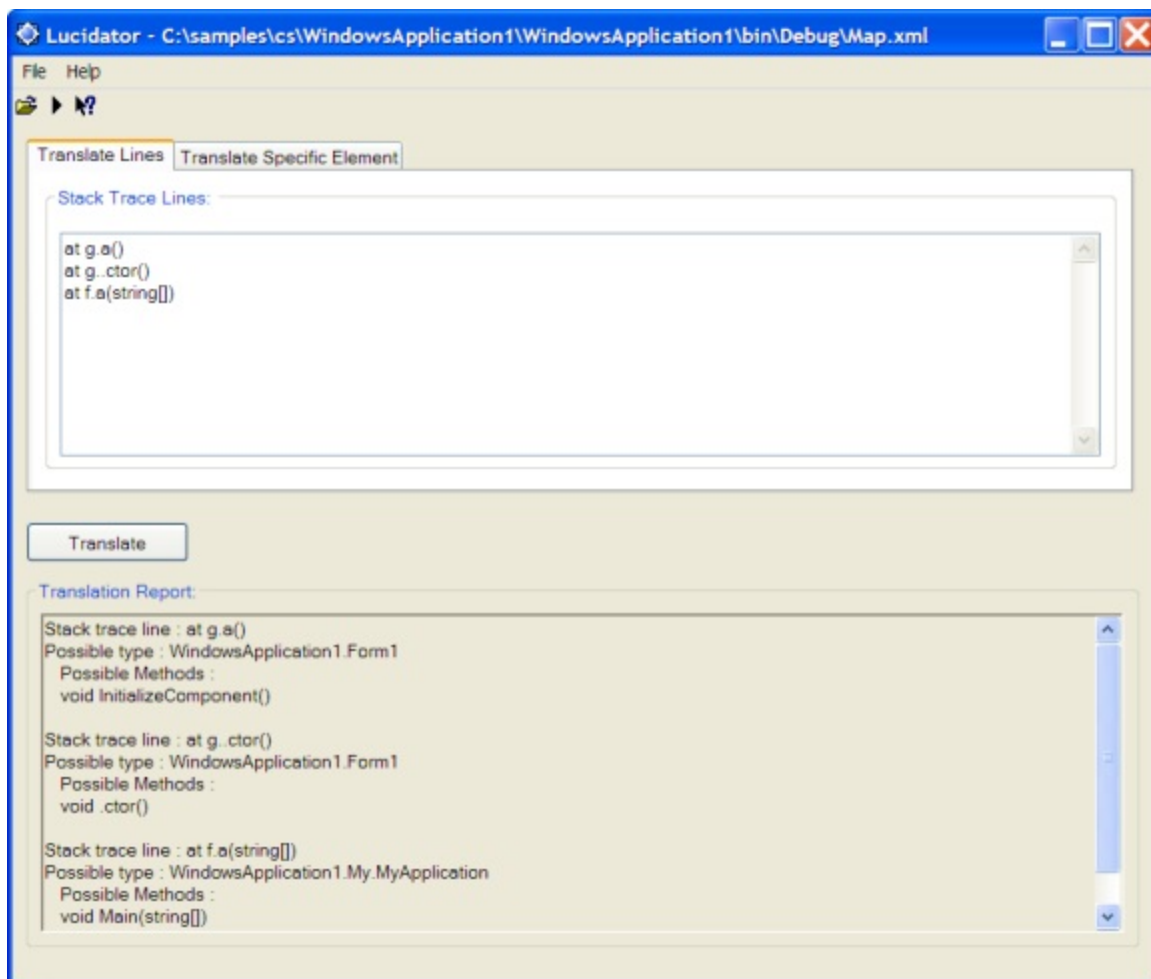 Lucidator - C:\samples\cs\WindowsApplication1\WindowsApplication1\bin\Debug\Map.xml
File Help
Translate Lines Translate Specific Element
Stack Trace Lines:
at g.a()
at g..ctor()
at f.a(string[])
Translate
Translation Report:
Stack trace line : at g.a()
Possible type : WindowsApplication1.Form1
Possible Methods :
void InitializeComponent()
Stack trace line : at g..ctor()
Possible type : WindowsApplication1.Form1
Possible Methods :
void .ctor()
Stack trace line : at f.a(string[])
Possible type : WindowsApplication1.My.MyApplication
Possible Methods :
void Main(string[])